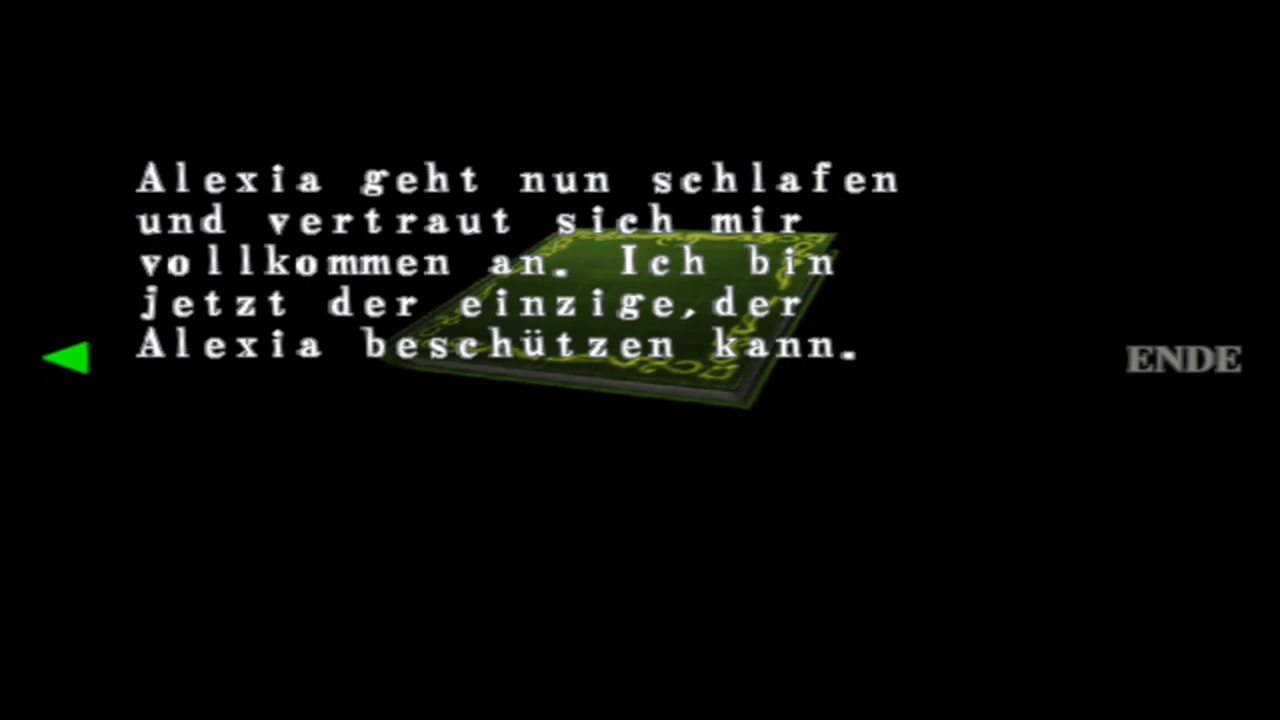 Alexia geht nun schlafen
und vertraut sich mir
vollkommen an. Ich bin
jetzt der einzige,der
Alexia beschützen kann.
ENDE